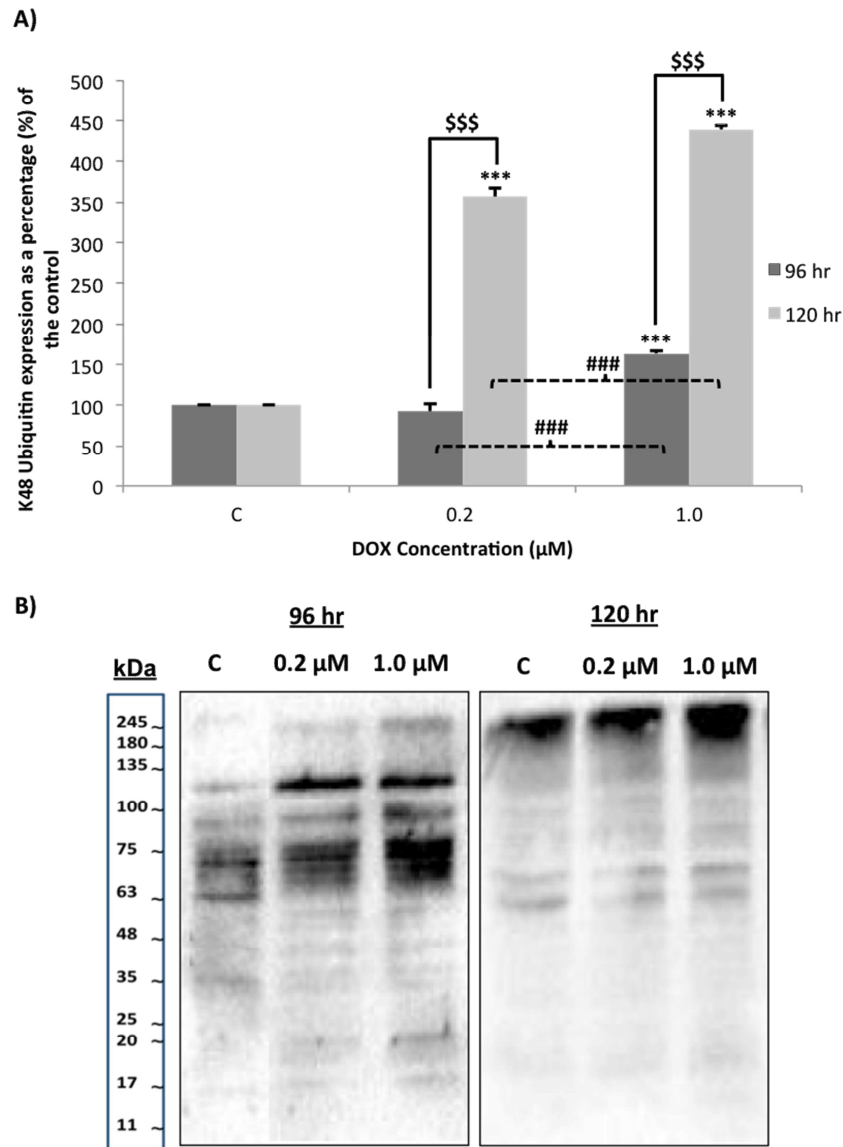 A)
K48 Ubiquitin expression as a percentage (%) of
the control
500
450
400
350
300
250
200
150
100
50
0
$$$
***
$$$
***
***
###
###
96 hr
120 hr
C
0.2
1.0
DOX Concentration (µM)
B)
96 hr
120 hr
kDa
C 0.2 µM 1.0 µM
C 0.2 µM 1.0 µM
245 ~
180 ~
135 ~
100 ~
75 ~
63 ~
48 ~
35 ~
25 ~
20 ~
17 ~
11 ~